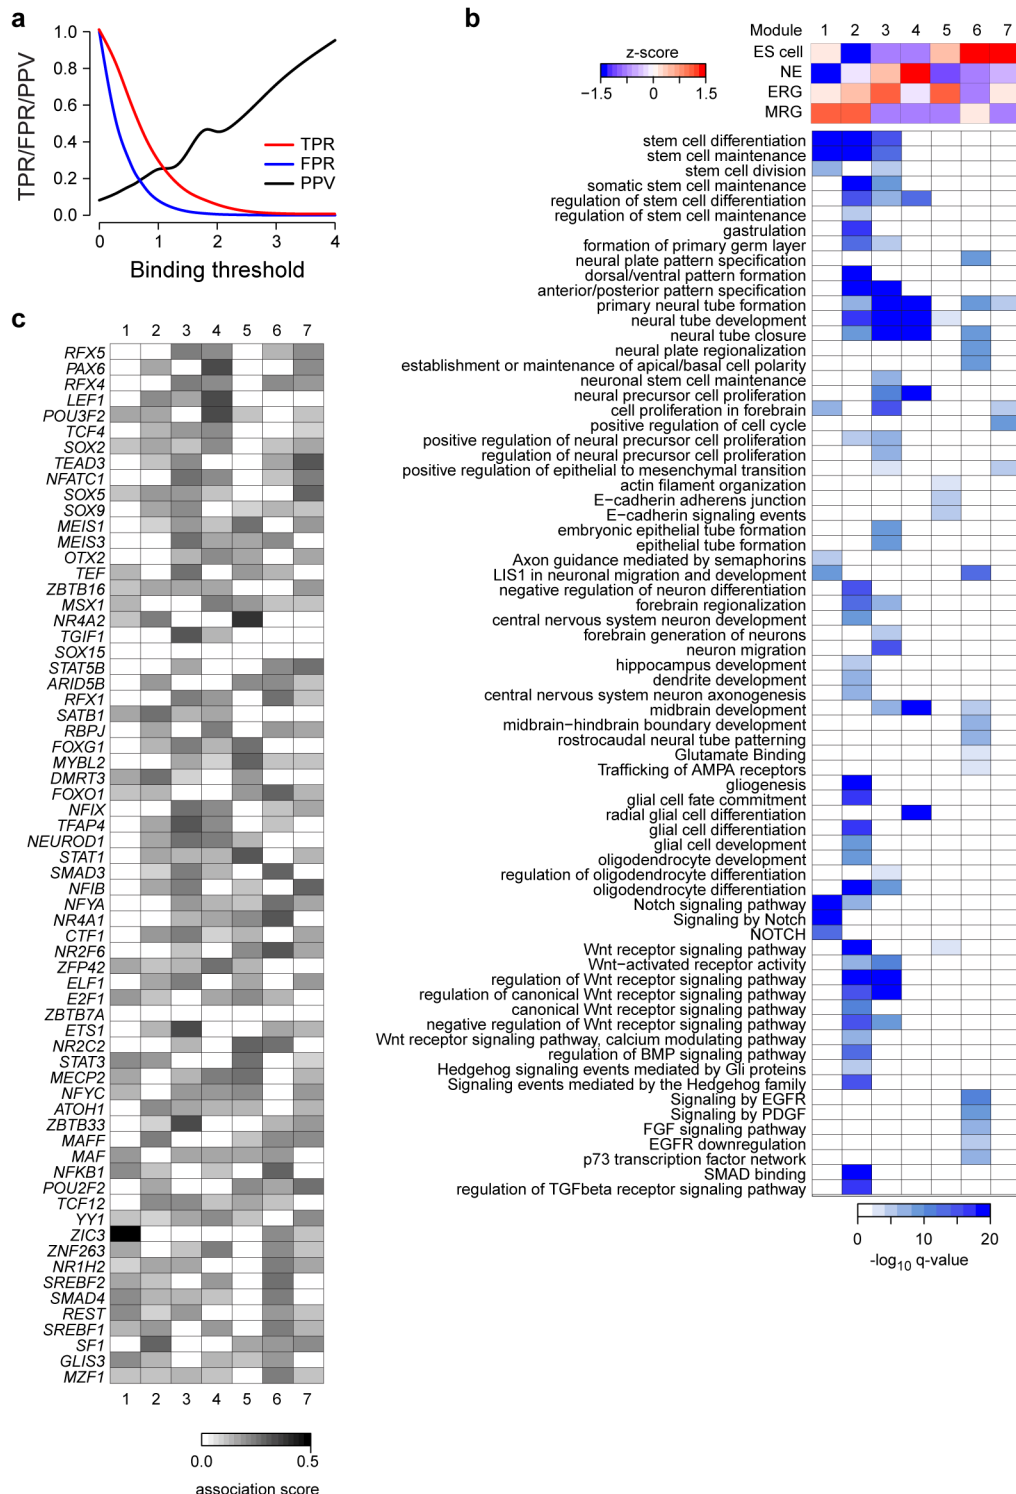 a
1.0
0.8
0.6
0.4
0.2
0.0
TPR/FPR/PPV
TPR
FPR
PPV
0 1 2 3 4
Binding threshold
b
Module 1 2 3 4 5 6 7
z-score
−1.5 0 1.5
ES cell
NE
ERG
MRG
stem cell differentiation
stem cell maintenance
stem cell division
somatic stem cell maintenance
regulation of stem cell differentiation
regulation of stem cell maintenance
gastrulation
formation of primary germ layer
neural plate pattern specification
dorsal/ventral pattern formation
anterior/posterior pattern specification
primary neural tube formation
neural tube development
neural tube closure
neural plate regionalization
establishment or maintenance of apical/basal cell polarity
neuronal stem cell maintenance
neural precursor cell proliferation
cell proliferation in forebrain
positive regulation of cell cycle
positive regulation of neural precursor cell proliferation
regulation of neural precursor cell proliferation
positive regulation of epithelial to mesenchymal transition
actin filament organization
E−cadherin adherens junction
E−cadherin signaling events
embryonic epithelial tube formation
epithelial tube formation
Axon guidance mediated by semaphorins
LIS1 in neuronal migration and development
negative regulation of neuron differentiation
forebrain regionalization
central nervous system neuron development
forebrain generation of neurons
neuron migration
hippocampus development
dendrite development
central nervous system neuron axonogenesis
midbrain development
midbrain−hindbrain boundary development
rostrocaudal neural tube patterning
Glutamate Binding
Trafficking of AMPA receptors
gliogenesis
glial cell fate commitment
radial glial cell differentiation
glial cell differentiation
glial cell development
oligodendrocyte development
regulation of oligodendrocyte differentiation
oligodendrocyte differentiation
Notch signaling pathway
Signaling by Notch
NOTCH
Wnt receptor signaling pathway
Wnt−activated receptor activity
regulation of Wnt receptor signaling pathway
regulation of canonical Wnt receptor signaling pathway
canonical Wnt receptor signaling pathway
negative regulation of Wnt receptor signaling pathway
Wnt receptor signaling pathway, calcium modulating pathway
regulation of BMP signaling pathway
Hedgehog signaling events mediated by Gli proteins
Signaling events mediated by the Hedgehog family
Signaling by EGFR
Signaling by PDGF
FGF signaling pathway
EGFR downregulation
p73 transcription factor network
SMAD binding
regulation of TGFbeta receptor signaling pathway
0 10 20
-log10 q-value
c
1 2 3 4 5 6 7
RFX5
PAX6
RFX4
LEF1
POU3F2
TCF4
SOX2
TEAD3
NFATC1
SOX5
SOX9
MEIS1
MEIS3
OTX2
TEF
ZBTB16
MSX1
NR4A2
TGIF1
SOX15
STAT5B
ARID5B
RFX1
SATB1
RBPJ
FOXG1
MYBL2
DMRT3
FOXO1
NFIX
TFAP4
NEUROD1
STAT1
SMAD3
NFIB
NFYA
NR4A1
CTF1
NR2F6
ZFP42
ELF1
E2F1
ZBTB7A
ETS1
NR2C2
STAT3
MECP2
NFYC
ATOH1
ZBTB33
MAFF
MAF
NFKB1
POU2F2
TCF12
YY1
ZIC3
ZNF263
NR1H2
SREBF2
SMAD4
REST
SREBF1
SF1
GLIS3
MZF1
1 2 3 4 5 6 7
0.0 0.5
association score